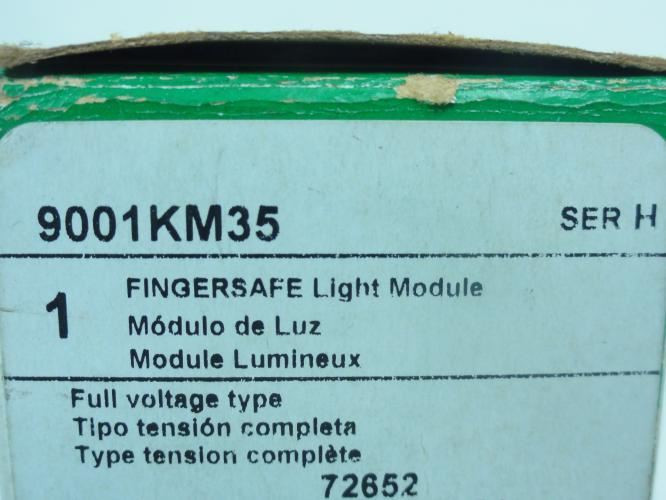 9001KM35 SER H
1 FINGERSAFE Light Module
Módulo de Luz
Module Lumineux
Full voltage type
Tipo tensión completa
Type tension complète
72652